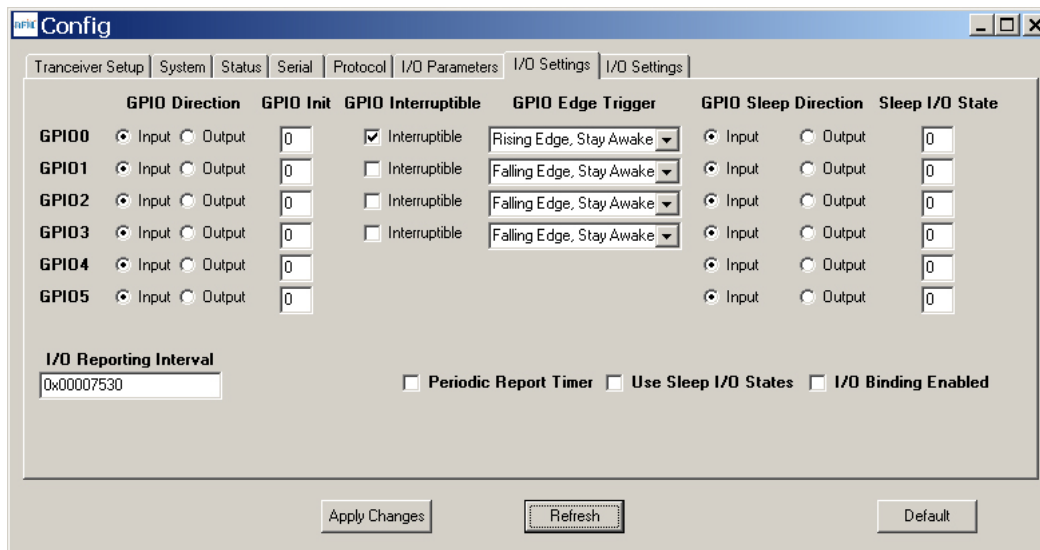 RFM Config
Tranceiver Setup System Status Serial Protocol I/O Parameters I/O Settings I/O Settings
GPIO Direction GPIO Init GPIO Interruptible GPIO Edge Trigger GPIO Sleep Direction Sleep I/O State
GPIO0 Input Output 0 Interruptible Rising Edge, Stay Awake Input Output 0
GPIO1 Input Output 0 Interruptible Falling Edge, Stay Awake Input Output 0
GPIO2 Input Output 0 Interruptible Falling Edge, Stay Awake Input Output 0
GPIO3 Input Output 0 Interruptible Falling Edge, Stay Awake Input Output 0
GPIO4 Input Output 0 Input Output 0
GPIO5 Input Output 0 Input Output 0
I/O Reporting Interval
0x00007530 Periodic Report Timer Use Sleep I/O States I/O Binding Enabled
Apply Changes Refresh Default